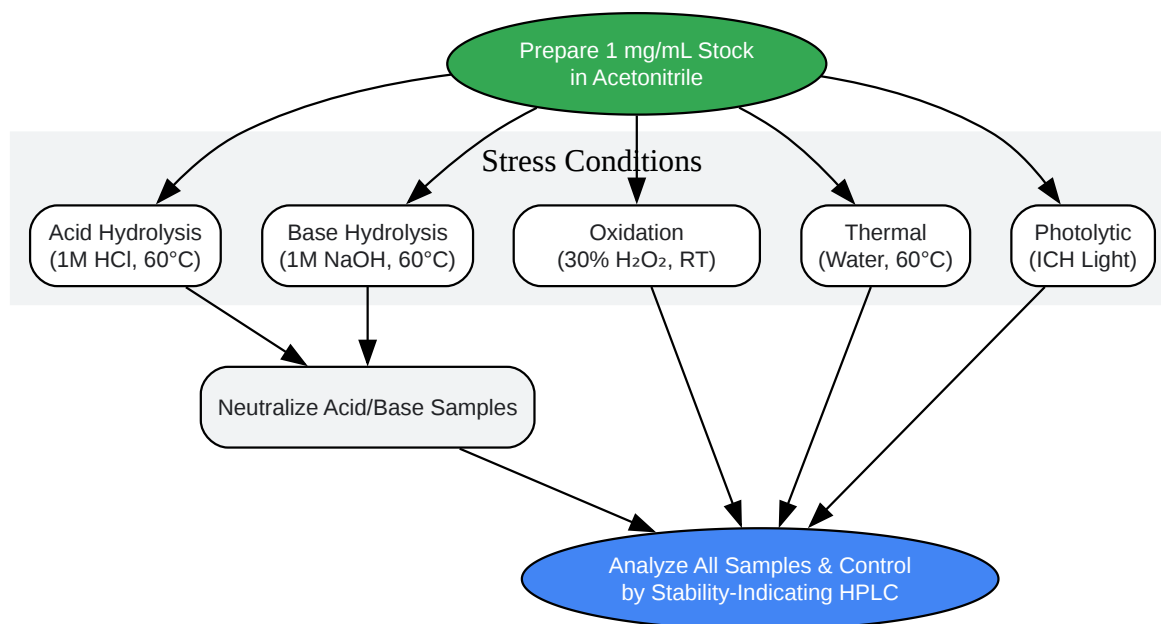 Prepare 1 mg/mL Stock
in Acetonitrile
Stress Conditions
Acid Hydrolysis
(1M HCl, 60°C)
Base Hydrolysis
(1M NaOH, 60°C)
Oxidation
(30% H₂O₂, RT)
Thermal
(Water, 60°C)
Photolytic
(ICH Light)
Neutralize Acid/Base Samples
Analyze All Samples & Control
by Stability-Indicating HPLC